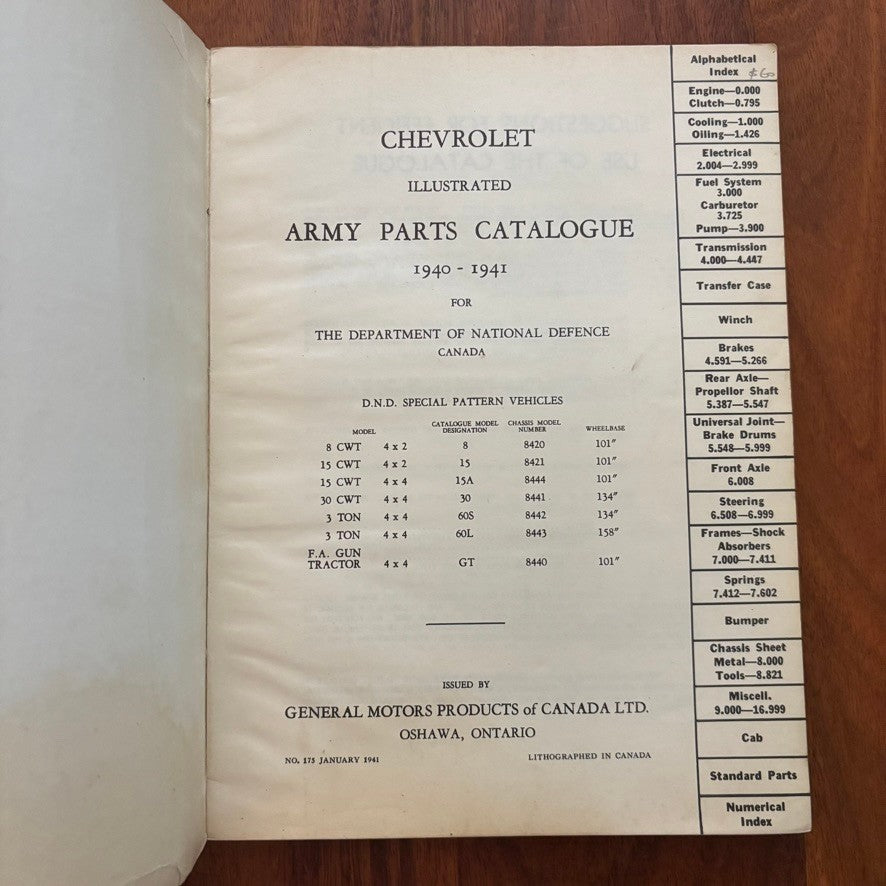 CHEVROLET
ILLUSTRATED
ARMY PARTS CATALOGUE
1940 - 1941
FOR
THE DEPARTMENT OF NATIONAL DEFENCE
CANADA
D.N.D. SPECIAL PATTERN VEHICLES
MODEL CATALOGUE MODEL DESIGNATION CHASSIS MODEL NUMBER WHEELBASE
8 CWT 4 x 2 8 8420 101"
15 CWT 4 x 2 15 8421 101"
15 CWT 4 x 4 15A 8444 101"
30 CWT 4 x 4 30 8441 134"
3 TON 4 x 4 60S 8442 134"
3 TON 4 x 4 60L 8443 158"
F.A. GUN
TRACTOR 4 x 4 GT 8440 101"
ISSUED BY
GENERAL MOTORS PRODUCTS of CANADA LTD.
OSHAWA, ONTARIO
NO. 175 JANUARY 1941 LITHOGRAPHED IN CANADA
Alphabetical
Index
Engine—0.000
Clutch—0.795
Cooling—1.000
Oiling—1.426
Electrical
2.004—2.999
Fuel System
3.000
Carburetor
3.725
Pump—3.900
Transmission
4.000—4.447
Transfer Case
Winch
Brakes
4.591—5.266
Rear Axle—
Propellor Shaft
5.387—5.547
Universal Joint—
Brake Drums
5.548—5.999
Front Axle
6.008
Steering
6.508—6.999
Frames—Shock
Absorbers
7.000—7.411
Springs
7.412—7.602
Bumper
Chassis Sheet
Metal—8.000
Tools—8.821
Miscell.
9.000—16.999
Cab
Standard Parts
Numerical
Index